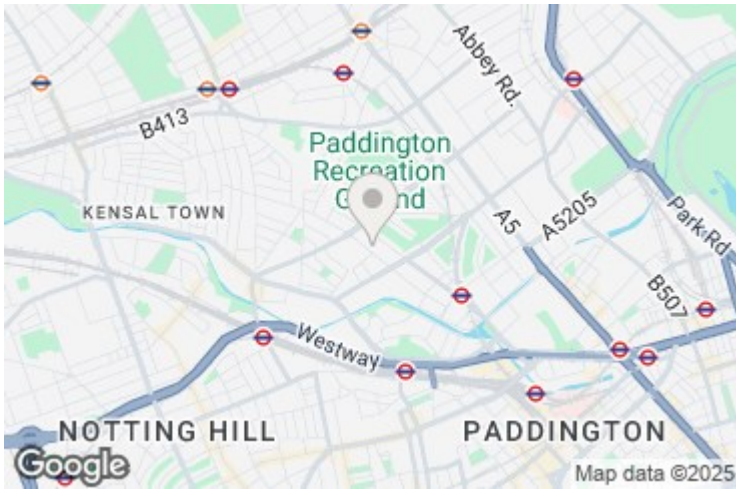 Abbey Rd.
B413
Paddington
Recreation
KENSAL TOWN
A5
A5205
Park Rd
B507
Westway
NOTTING HILL
PADDINGTON
Google
Map data ©2025